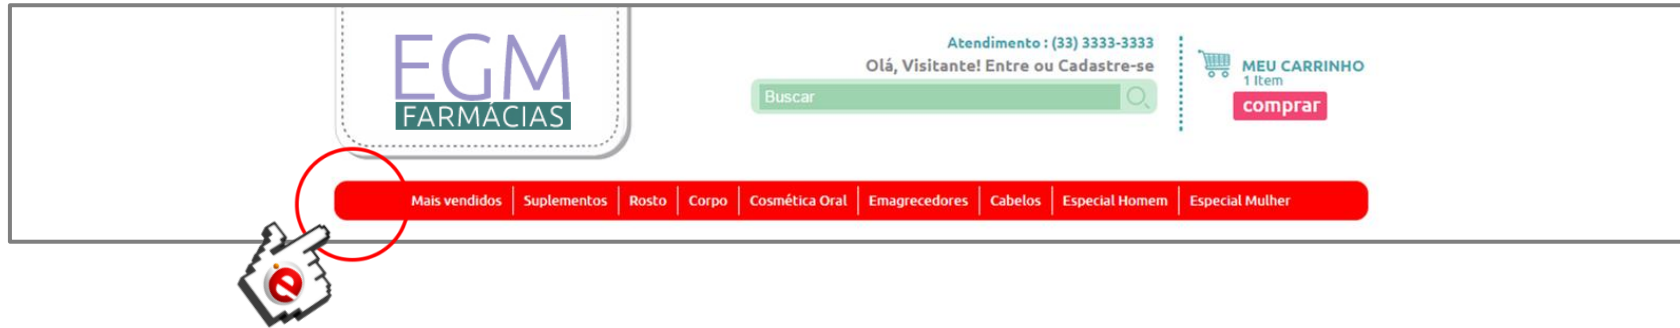 EGM
FARMÁCIAS
Atendimento : (33) 3333-3333
Olá, Visitante! Entre ou Cadastre-se
Buscar
MEU CARRINHO
1 Item
comprar
Mais vendidos Suplementos Rosto Corpo Cosmética Oral Emagrecedores Cabelos Especial Homem Especial Mulher
e